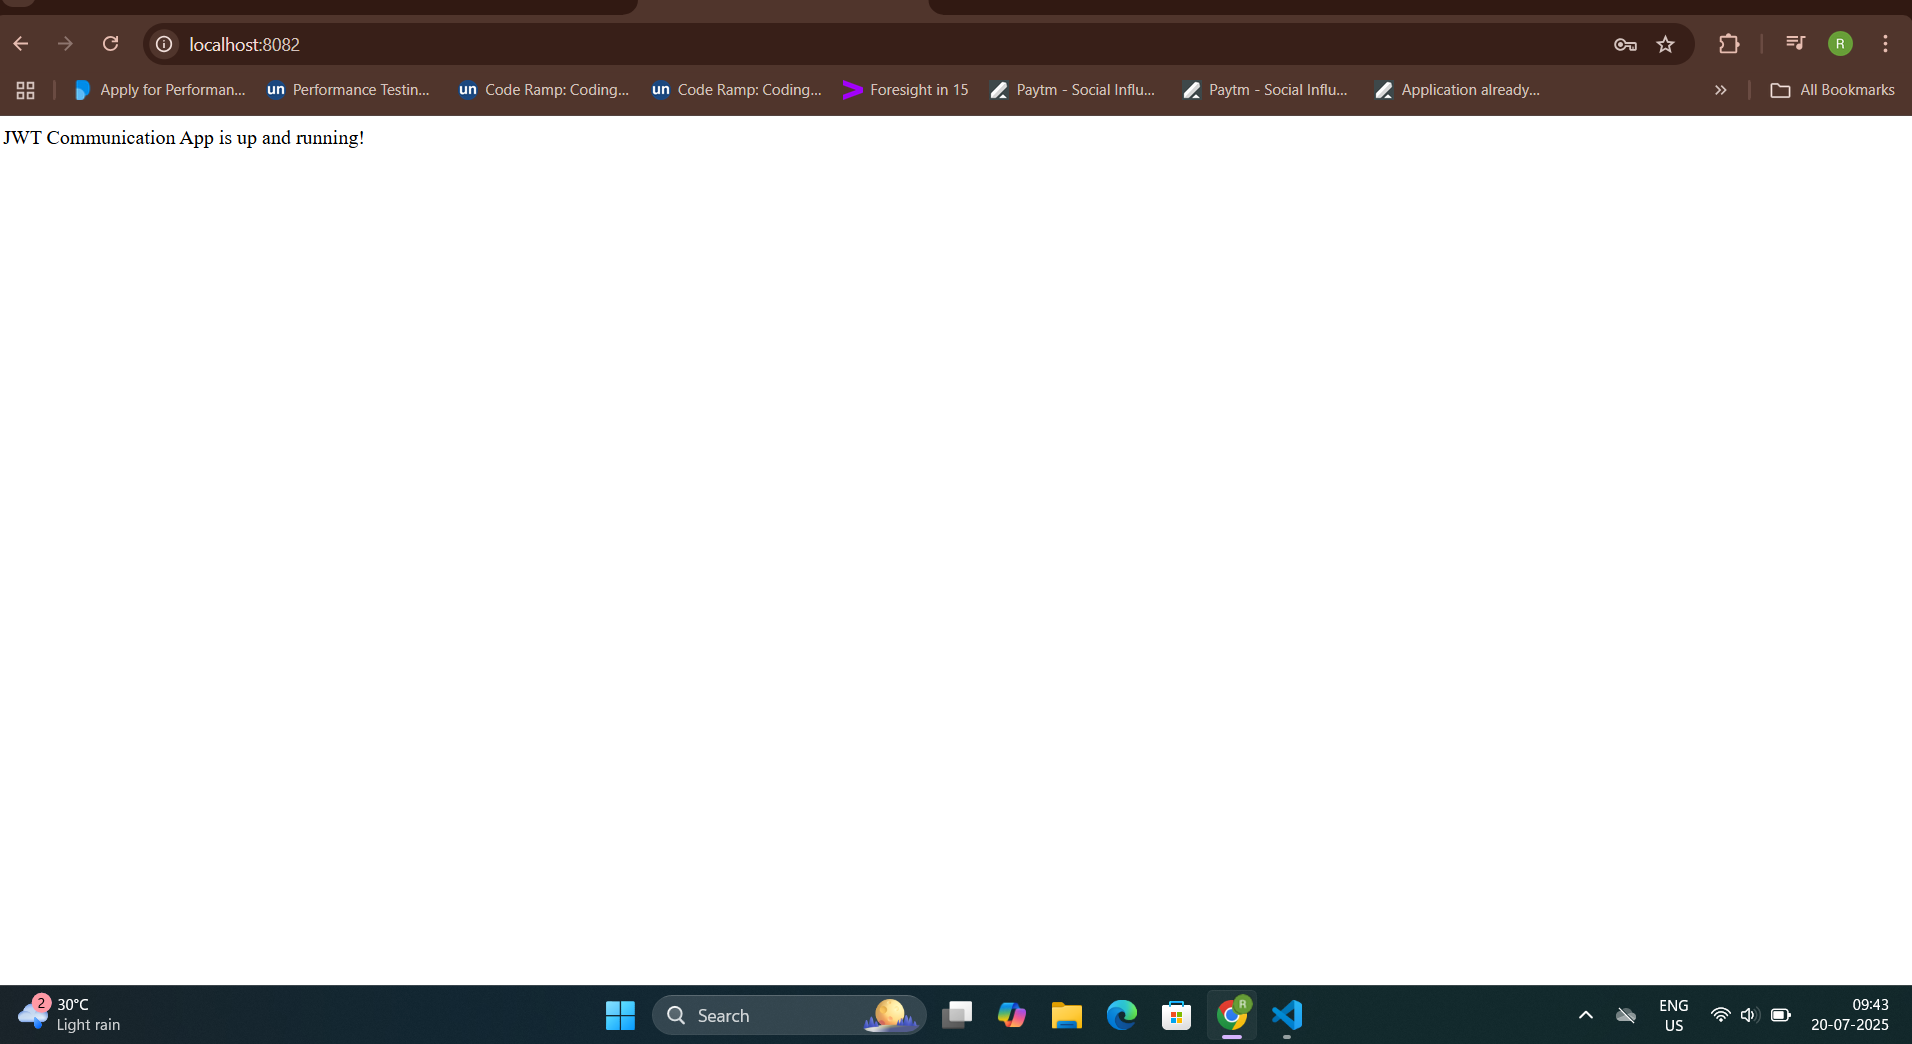 localhost:8082
R
Apply for Performan...
un Performance Testin...
un Code Ramp: Coding...
un Code Ramp: Coding...
Foresight in 15
Paytm - Social Influ...
Paytm - Social Influ...
Application already...
All Bookmarks
JWT Communication App is up and running!
2
30°C
Light rain
Search
R
ENG
US
09:43
20-07-2025